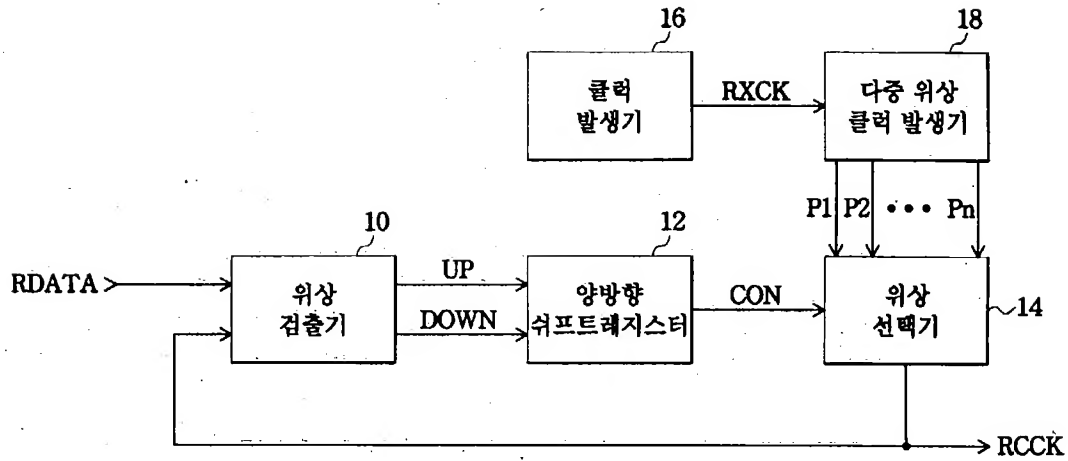 16
18
클럭
발생기
RXCK
다중 위상
클럭 발생기
P1 P2 ••• Pn
10
12
RDATA
위상
검출기
UP
DOWN
양방향
쉬프트레지스터
CON
위상
선택기
14
RCCK